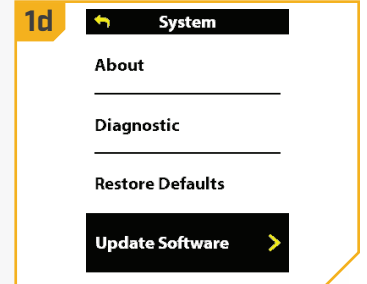 1d
System
About
Diagnostic
Restore Defaults
Update Software